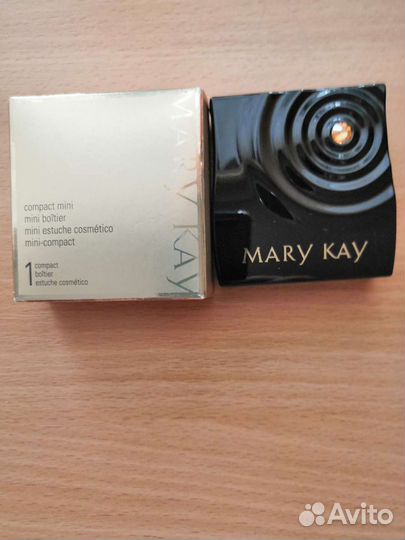 MARY KAY
compact mini
mini boîtier
mini estuche cosmético
mini-compact
1 compact
boîtier
estuche cosmético
MARY KAY
Avito